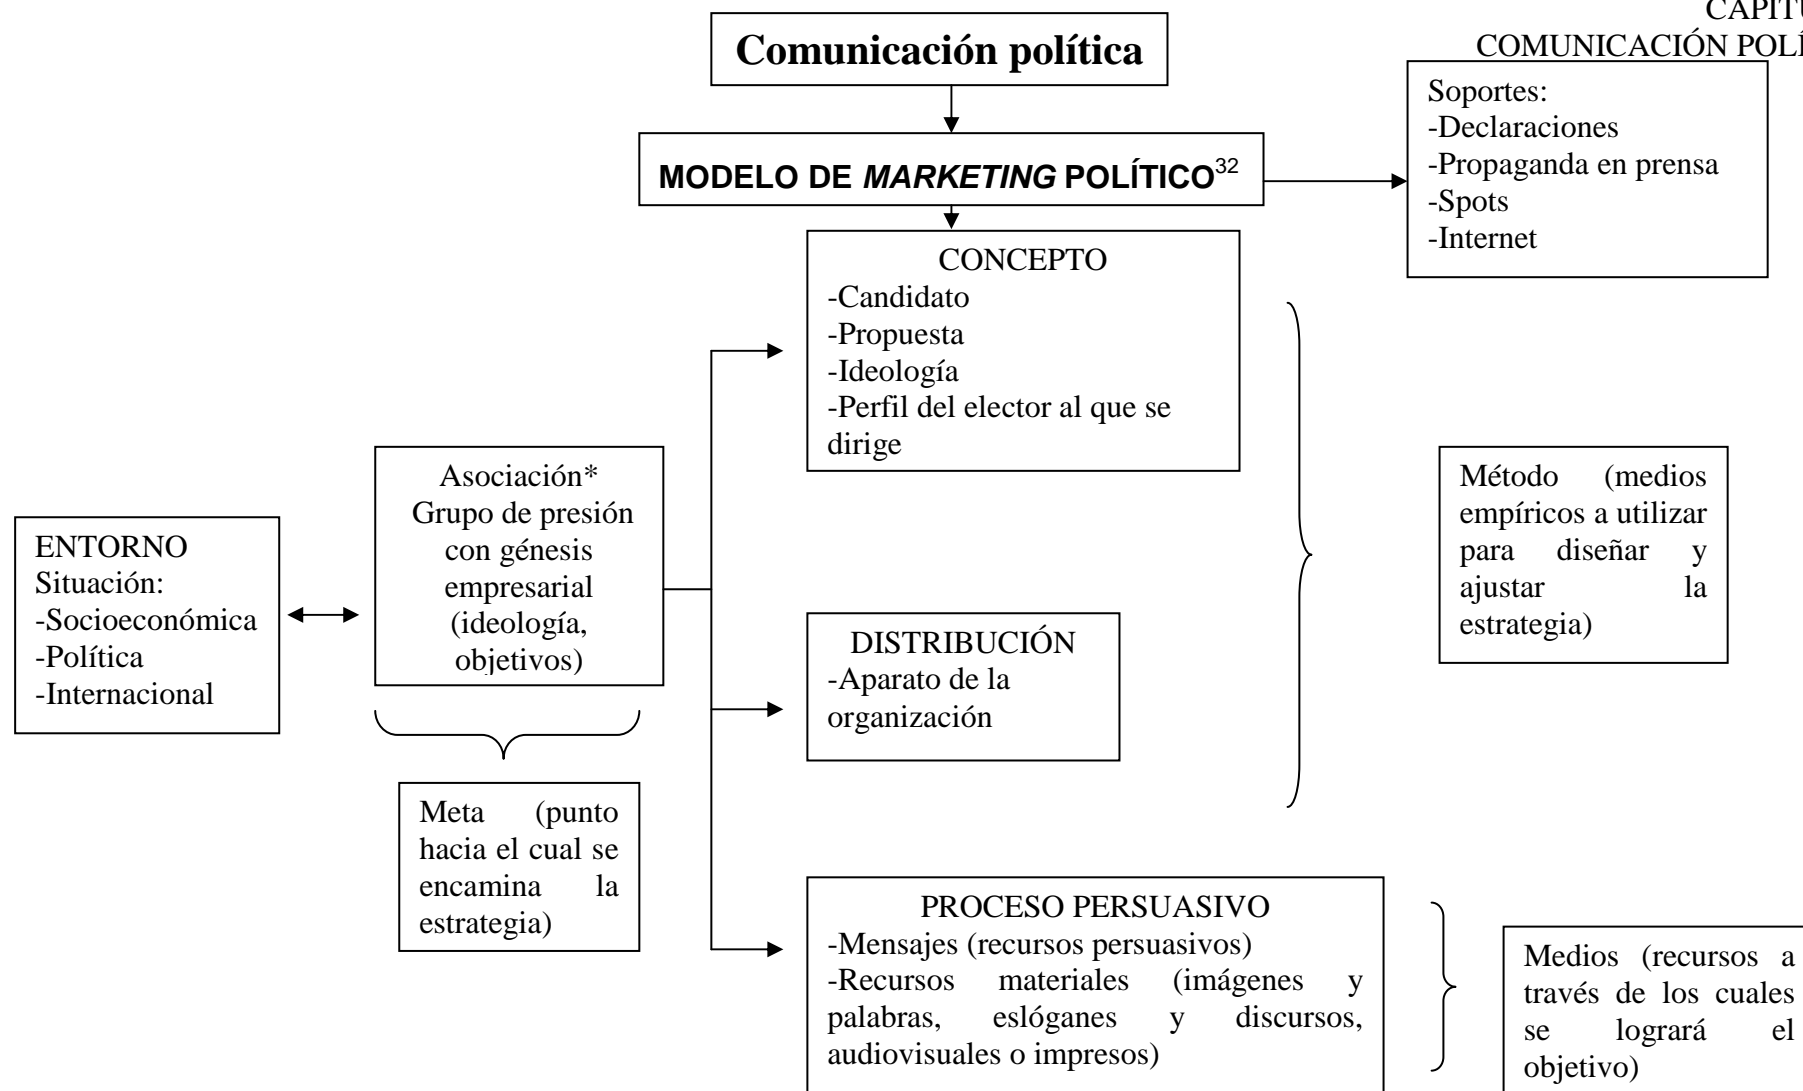 CAPITU
COMUNICACIÓN POLÍ
Comunicación política
MODELO DE MARKETING POLÍTICO32
Soportes:
-Declaraciones
-Propaganda en prensa
-Spots
-Internet
CONCEPTO
-Candidato
-Propuesta
-Ideología
-Perfil del elector al que se
dirige
ENTORNO
Situación:
-Socioeconómica
-Política
-Internacional
Asociación*
Grupo de presión
con génesis
empresarial
(ideología,
objetivos)
Método (medios
empíricos a utilizar
para diseñar y
ajustar la
estrategia)
DISTRIBUCIÓN
-Aparato de la
organización
Meta (punto
hacia el cual se
encamina la
estrategia)
PROCESO PERSUASIVO
-Mensajes (recursos persuasivos)
-Recursos materiales (imágenes y
palabras, eslóganes y discursos,
audiovisuales o impresos)
Medios (recursos a
través de los cuales
se logrará el
objetivo)